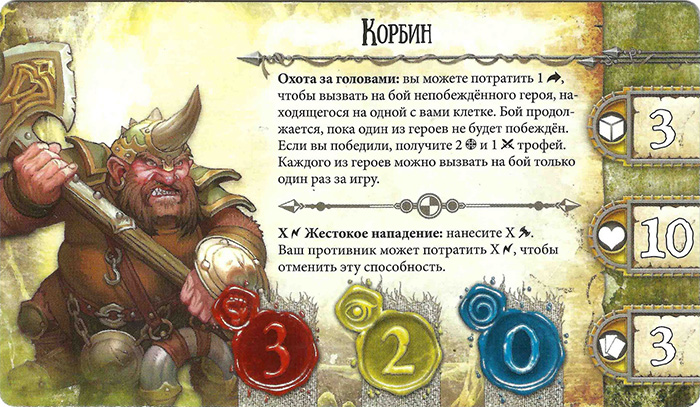 Корбин
Охота за головами: вы можете потратить 1 ,
чтобы вызвать на бой непобеждённого героя, на-
ходящегося на одной с вами клетке. Бой продол-
жается, пока один из героев не будет побеждён.
Если вы победили, получите 2 и 1 трофей.
Каждого из героев можно вызвать на бой только
один раз за игру.
X Жестокое нападение: нанесите X .
Ваш противник может потратить X , чтобы
отменить эту способность.
3
10
3
3
2
0